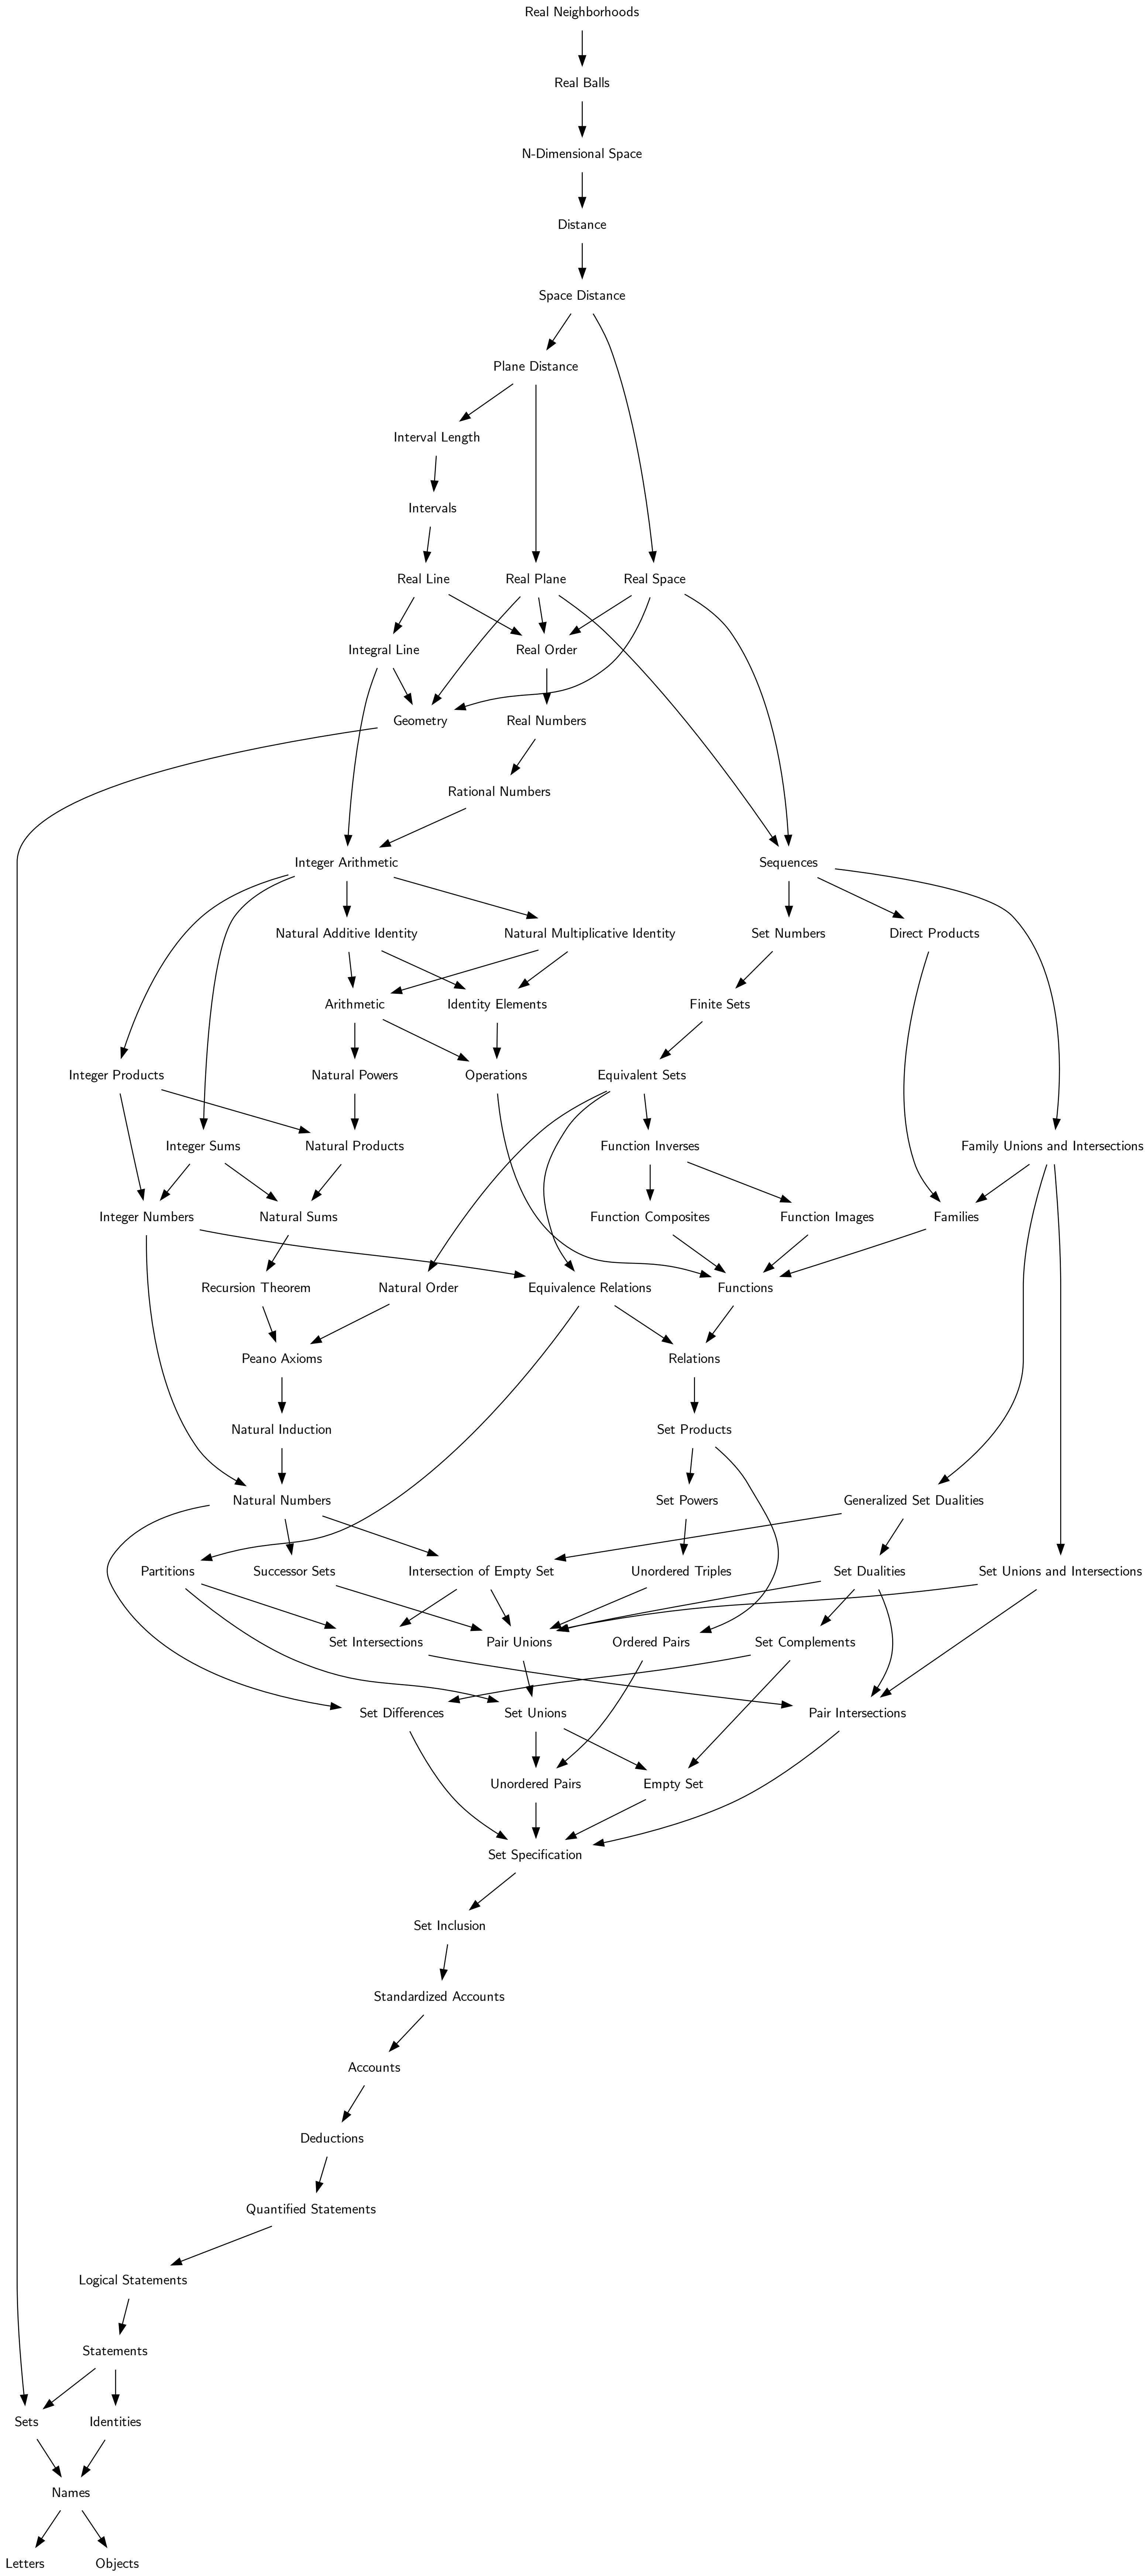 Real Neighborhoods
Real Balls
N-Dimensional Space
Distance
Space Distance
Plane Distance
Interval Length
Intervals
Real Line
Real Plane
Real Space
Integral Line
Real Order
Geometry
Real Numbers
Rational Numbers
Integer Arithmetic
Sequences
Natural Additive Identity
Natural Multiplicative Identity
Set Numbers
Direct Products
Arithmetic
Identity Elements
Finite Sets
Integer Products
Natural Powers
Operations
Equivalent Sets
Integer Sums
Natural Products
Function Inverses
Family Unions and Intersections
Integer Numbers
Natural Sums
Function Composites
Function Images
Families
Recursion Theorem
Natural Order
Equivalence Relations
Functions
Peano Axioms
Relations
Natural Induction
Set Products
Natural Numbers
Set Powers
Generalized Set Dualities
Partitions
Successor Sets
Intersection of Empty Set
Unordered Triples
Set Dualities
Set Unions and Intersections
Set Intersections
Pair Unions
Ordered Pairs
Set Complements
Set Differences
Set Unions
Pair Intersections
Unordered Pairs
Empty Set
Set Specification
Set Inclusion
Standardized Accounts
Accounts
Deductions
Quantified Statements
Logical Statements
Statements
Sets
Identities
Names
Letters
Objects